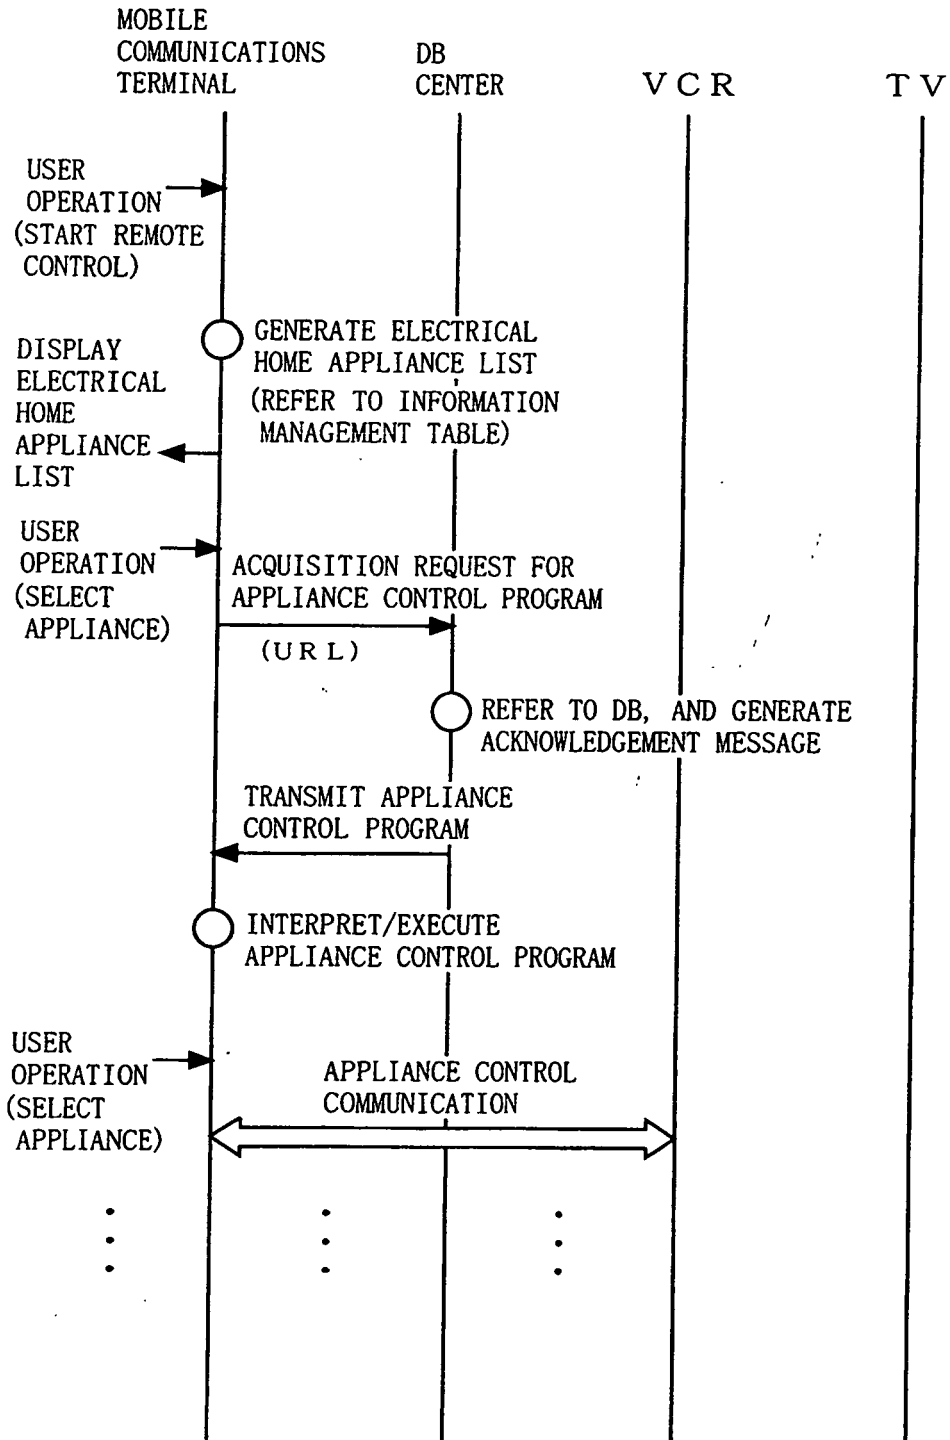 MOBILE
COMMUNICATIONS
TERMINAL
DB
CENTER
VCR
TV
USER
OPERATION
(START REMOTE
CONTROL)
GENERATE ELECTRICAL
HOME APPLIANCE LIST
(REFER TO INFORMATION
MANAGEMENT TABLE)
DISPLAY
ELECTRICAL
HOME
APPLIANCE
LIST
USER
OPERATION
(SELECT
APPLIANCE)
ACQUISITION REQUEST FOR
APPLIANCE CONTROL PROGRAM
(URL)
REFER TO DB, AND GENERATE
ACKNOWLEDGEMENT MESSAGE
TRANSMIT APPLIANCE
CONTROL PROGRAM
INTERPRET/EXECUTE
APPLIANCE CONTROL PROGRAM
USER
OPERATION
(SELECT
APPLIANCE)
APPLIANCE CONTROL
COMMUNICATION